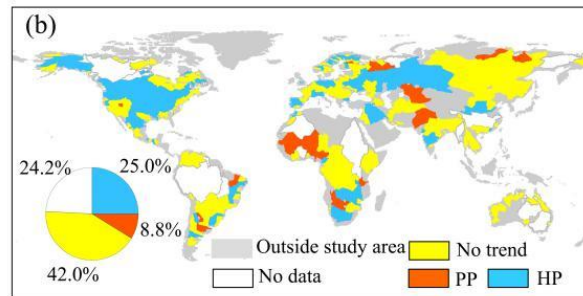 (b)
24.2% 25.0%
8.8%
42.0%
Outside study area No trend
No data PP HP